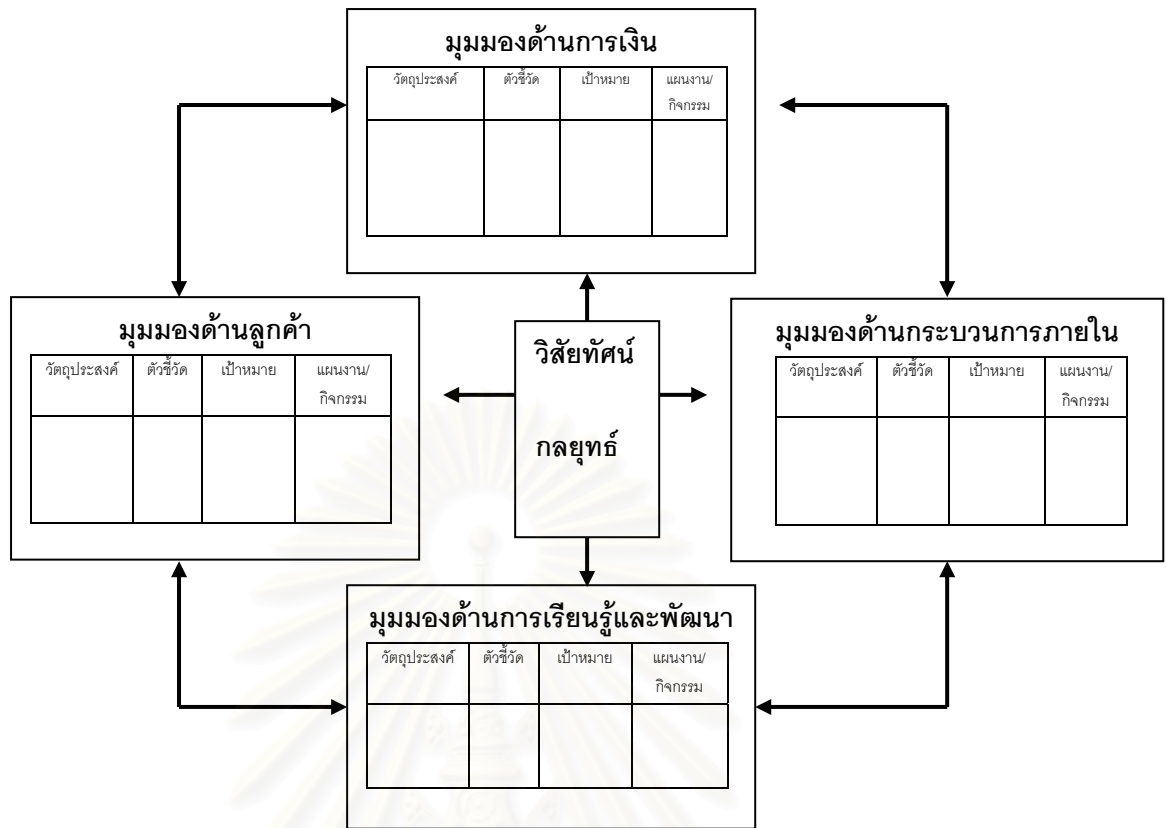 มุมมองด้านการเงิน
วัตถุประสงค์ ตัวชี้วัด เป้าหมาย แผนงาน/
กิจกรรม
มุมมองด้านลูกค้า
วัตถุประสงค์ ตัวชี้วัด เป้าหมาย แผนงาน/
กิจกรรม
วิสัยทัศน์
กลยุทธ์
มุมมองด้านกระบวนการภายใน
วัตถุประสงค์ ตัวชี้วัด เป้าหมาย แผนงาน/
กิจกรรม
มุมมองด้านการเรียนรู้และพัฒนา
วัตถุประสงค์ ตัวชี้วัด เป้าหมาย แผนงาน/
กิจกรรม